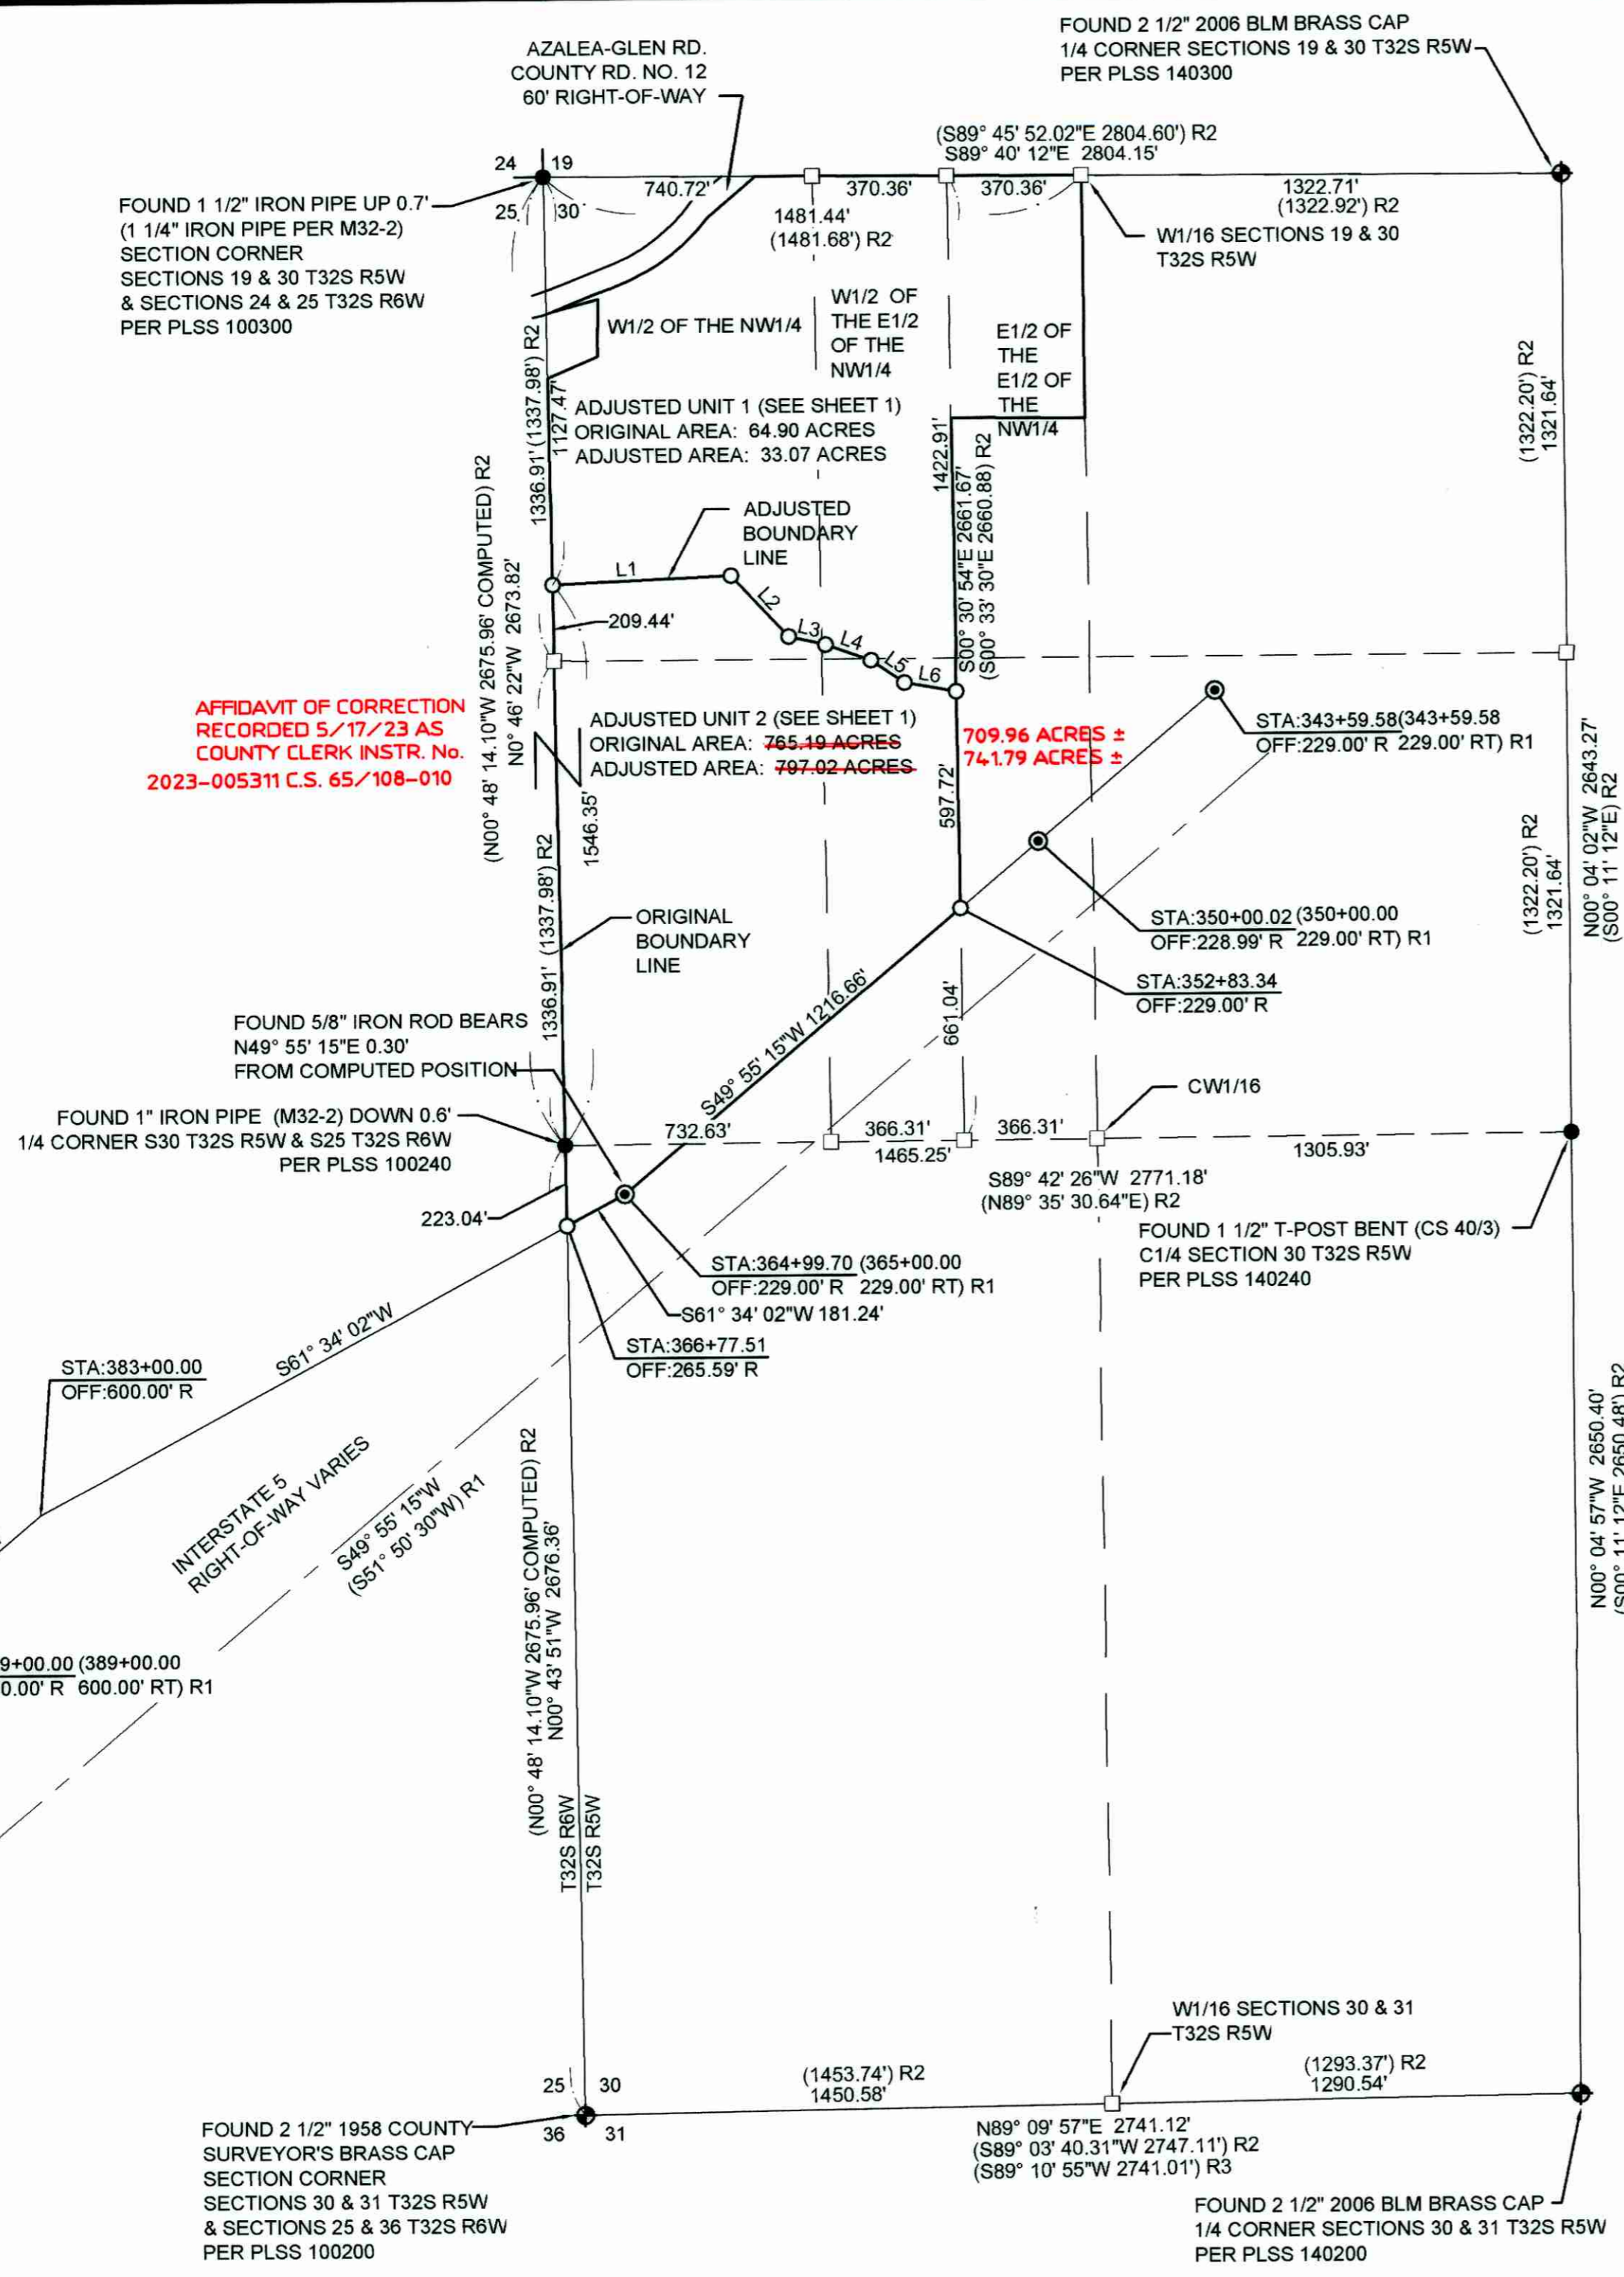 FOUND 2 1/2" 2006 BLM BRASS CAP
1/4 CORNER SECTIONS 19 & 30 T32S R5W
PER PLSS 140300
AZALEA-GLEN RD.
COUNTY RD. NO. 12
60' RIGHT-OF-WAY
(S89° 45' 52.02"E 2804.60') R2
S89° 40' 12"E 2804.15'
24 19
25 30
740.72'
370.36'
370.36'
1322.71'
(1322.92') R2
1481.44'
(1481.68') R2
FOUND 1 1/2" IRON PIPE UP 0.7'
(1 1/4" IRON PIPE PER M32-2)
SECTION CORNER
SECTIONS 19 & 30 T32S R5W
& SECTIONS 24 & 25 T32S R6W
PER PLSS 100300
W1/16 SECTIONS 19 & 30
T32S R5W
W1/2 OF THE NW1/4
W1/2 OF
THE E1/2
OF THE
NW1/4
E1/2 OF
THE
E1/2 OF
THE
NW1/4
1336.91' (1337.98') R2
1127.47'
ADJUSTED UNIT 1 (SEE SHEET 1)
ORIGINAL AREA: 64.90 ACRES
ADJUSTED AREA: 33.07 ACRES
(1322.20') R2
1321.64'
1422.91'
S00° 30' 54"E 2661.67'
(S00° 33' 30"E 2660.88) R2
(N00° 48' 14.10"W 2675.96' COMPUTED) R2
N0° 46' 22"W 2673.82'
ADJUSTED
BOUNDARY
LINE
L1
L2
L3
L4
L5
L6
209.44'
AFFIDAVIT OF CORRECTION
RECORDED 5/17/23 AS
COUNTY CLERK INSTR. No.
2023-005311 C.S. 65/108-010
N
ADJUSTED UNIT 2 (SEE SHEET 1)
ORIGINAL AREA: 765.19 ACRES
ADJUSTED AREA: 797.02 ACRES
709.96 ACRES ±
741.79 ACRES ±
STA:343+59.58(343+59.58
OFF:229.00' R 229.00' RT) R1
597.72'
1546.35'
N00° 04' 02"W 2643.27'
(S00° 11' 12"E) R2
(1322.20') R2
1321.64'
1336.91' (1337.98') R2
ORIGINAL
BOUNDARY
LINE
STA:350+00.02 (350+00.00
OFF:228.99' R 229.00' RT) R1
STA:352+83.34
OFF:229.00' R
S49° 55' 15"W 1216.66'
661.04'
FOUND 5/8" IRON ROD BEARS
N49° 55' 15"E 0.30'
FROM COMPUTED POSITION
CW1/16
FOUND 1" IRON PIPE (M32-2) DOWN 0.6'
1/4 CORNER S30 T32S R5W & S25 T32S R6W
PER PLSS 100240
732.63'
366.31'
366.31'
1465.25'
1305.93'
S89° 42' 26"W 2771.18'
(N89° 35' 30.64"E) R2
223.04'
FOUND 1 1/2" T-POST BENT (CS 40/3)
C1/4 SECTION 30 T32S R5W
PER PLSS 140240
STA:364+99.70 (365+00.00
OFF:229.00' R 229.00' RT) R1
S61° 34' 02"W 181.24'
STA:366+77.51
OFF:265.59' R
S61° 34' 02"W
STA:383+00.00
OFF:600.00' R
INTERSTATE 5
RIGHT-OF-WAY VARIES
S49° 55' 15"W
(S51° 50' 30"W) R1
N00° 04' 57"W 2650.40'
(S00° 11' 12"E 2650.48') R2
(N00° 48' 14.10"W 2675.96' COMPUTED) R2
N00° 43' 51"W 2676.36'
9+00.00 (389+00.00
0.00' R 600.00' RT) R1
T32S R6W
T32S R5W
W1/16 SECTIONS 30 & 31
T32S R5W
25 30
36 31
(1453.74') R2
1450.58'
(1293.37') R2
1290.54'
N89° 09' 57"E 2741.12'
(S89° 03' 40.31"W 2747.11') R2
(S89° 10' 55"W 2741.01') R3
FOUND 2 1/2" 1958 COUNTY
SURVEYOR'S BRASS CAP
SECTION CORNER
SECTIONS 30 & 31 T32S R5W
& SECTIONS 25 & 36 T32S R6W
PER PLSS 100200
FOUND 2 1/2" 2006 BLM BRASS CAP
1/4 CORNER SECTIONS 30 & 31 T32S R5W
PER PLSS 140200